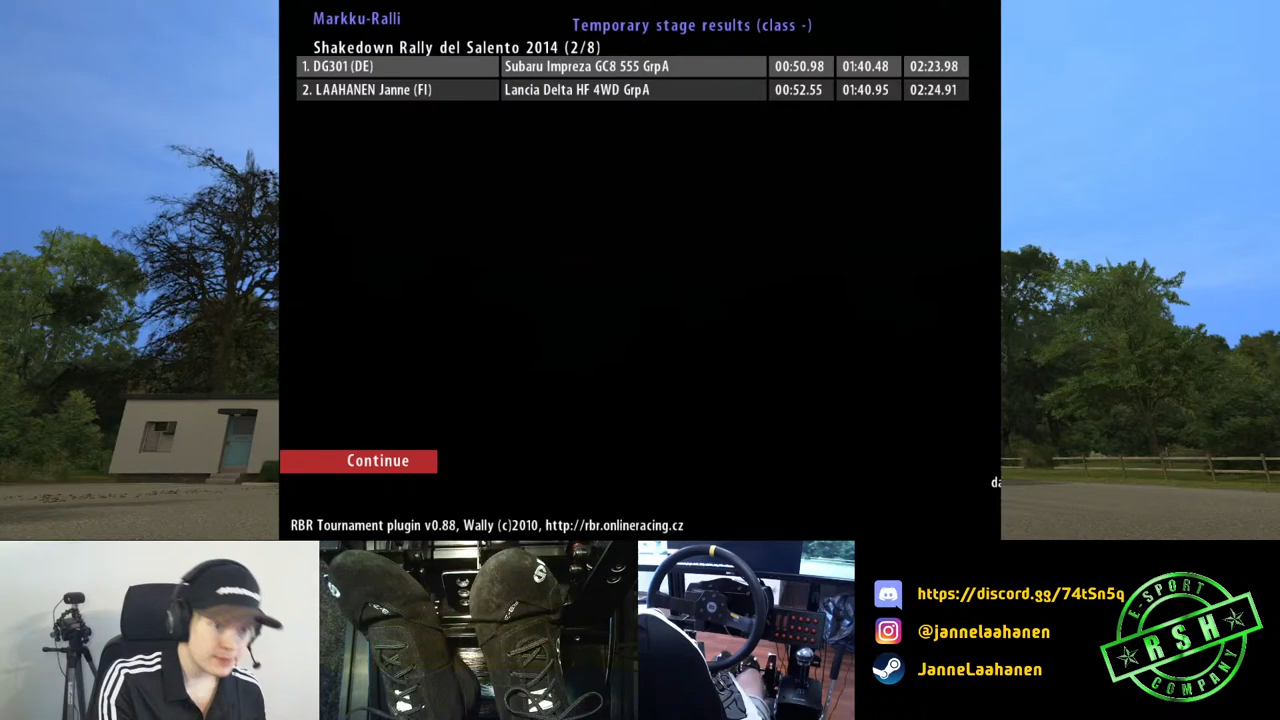 Markku-Ralli
Temporary stage results (class -)
Shakedown Rally del Salento 2014 (2/8)
1. DG301 (DE) Subaru Impreza GC8 555 GrpA 00:50.98 01:40.48 02:23.98
2. LAAHANEN Janne (FI) Lancia Delta HF 4WD GrpA 00:52.55 01:40.95 02:24.91
Continue
da
RBR Tournament plugin v0.88, Wally (c)2010, http://rbr.onlineracing.cz
https://discord.gg/74tSn5q
@jannelaahanen
JanneLaahanen
E-SPORT
RSH
COMPANY